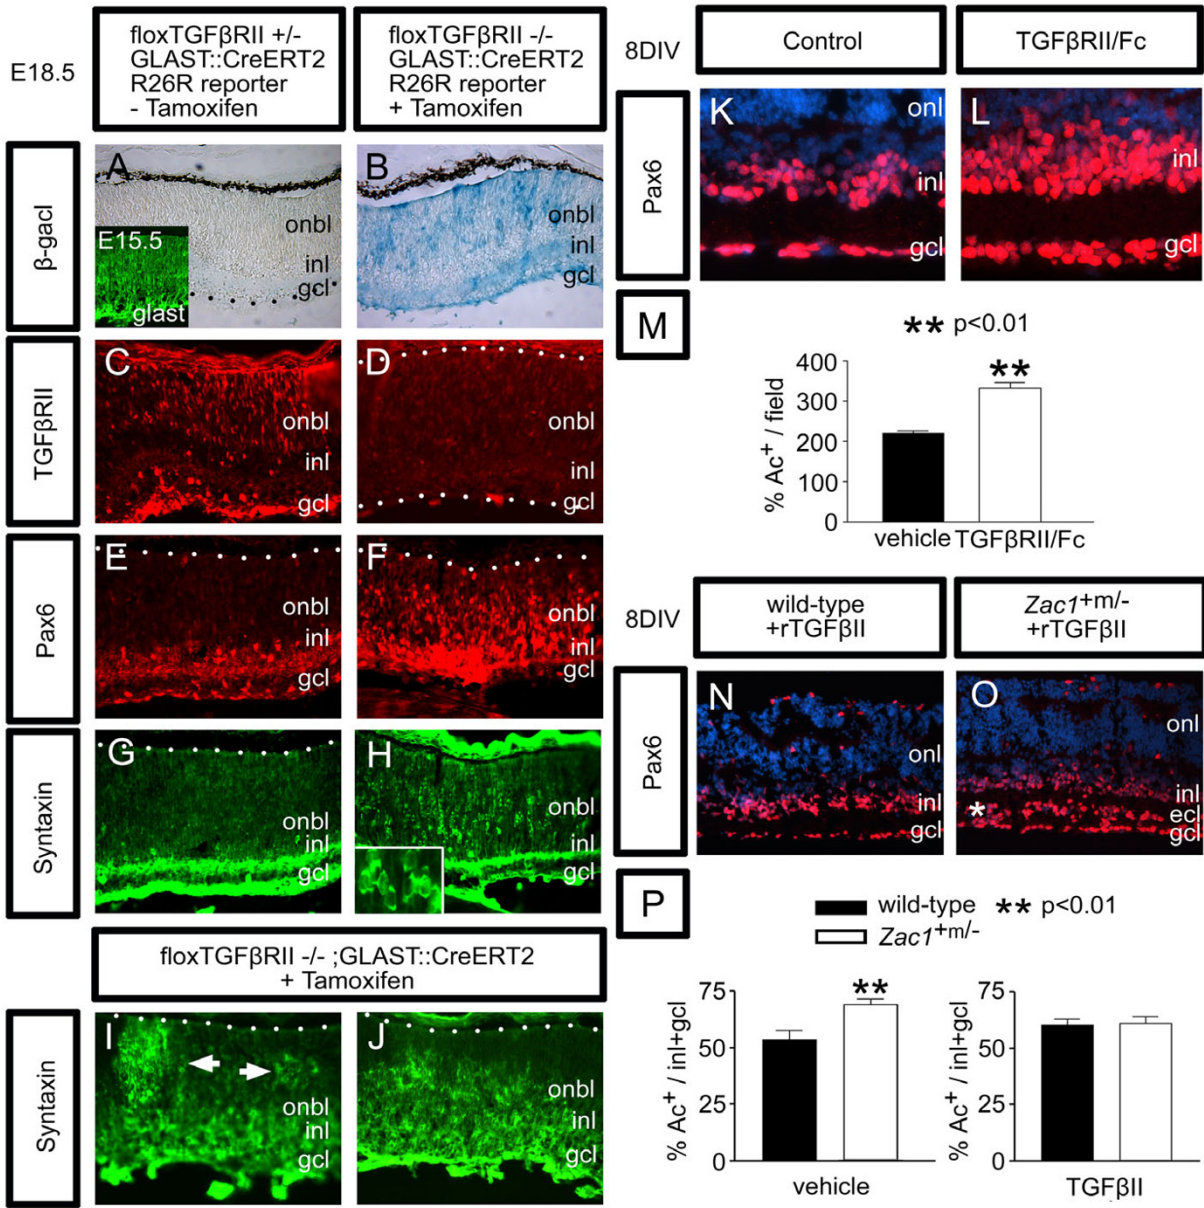 E18.5
floxTGFβRII +/-
GLAST::CreERT2
R26R reporter
- Tamoxifen
floxTGFβRII -/-
GLAST::CreERT2
R26R reporter
+ Tamoxifen
β-gacl
A
E15.5
glast
onbl
inl
gcl
B
onbl
inl
gcl
TGFβRII
C
onbl
inl
gcl
D
onbl
inl
gcl
Pax6
E
onbl
inl
gcl
F
onbl
inl
gcl
Syntaxin
G
onbl
inl
gcl
H
onbl
inl
gcl
floxTGFβRII -/- ;GLAST::CreERT2
+ Tamoxifen
Syntaxin
I
onbl
inl
gcl
J
onbl
inl
gcl
8DIV
Control
TGFβRII/Fc
Pax6
K
onl
inl
gcl
L
inl
gcl
M
** p<0.01
% Ac+ / field
400
300
200
100
0
**
vehicle TGFβRII/Fc
8DIV
wild-type
+rTGFβII
Zac1+m/-
+rTGFβII
Pax6
N
onl
inl
gcl
O
onl
inl
ecl
gcl
*
P
wild-type ** p<0.01
Zac1+m/-
% Ac+ / inl+gcl
75
50
25
0
**
vehicle
% Ac+ / inl+gcl
75
50
25
0
TGFβII